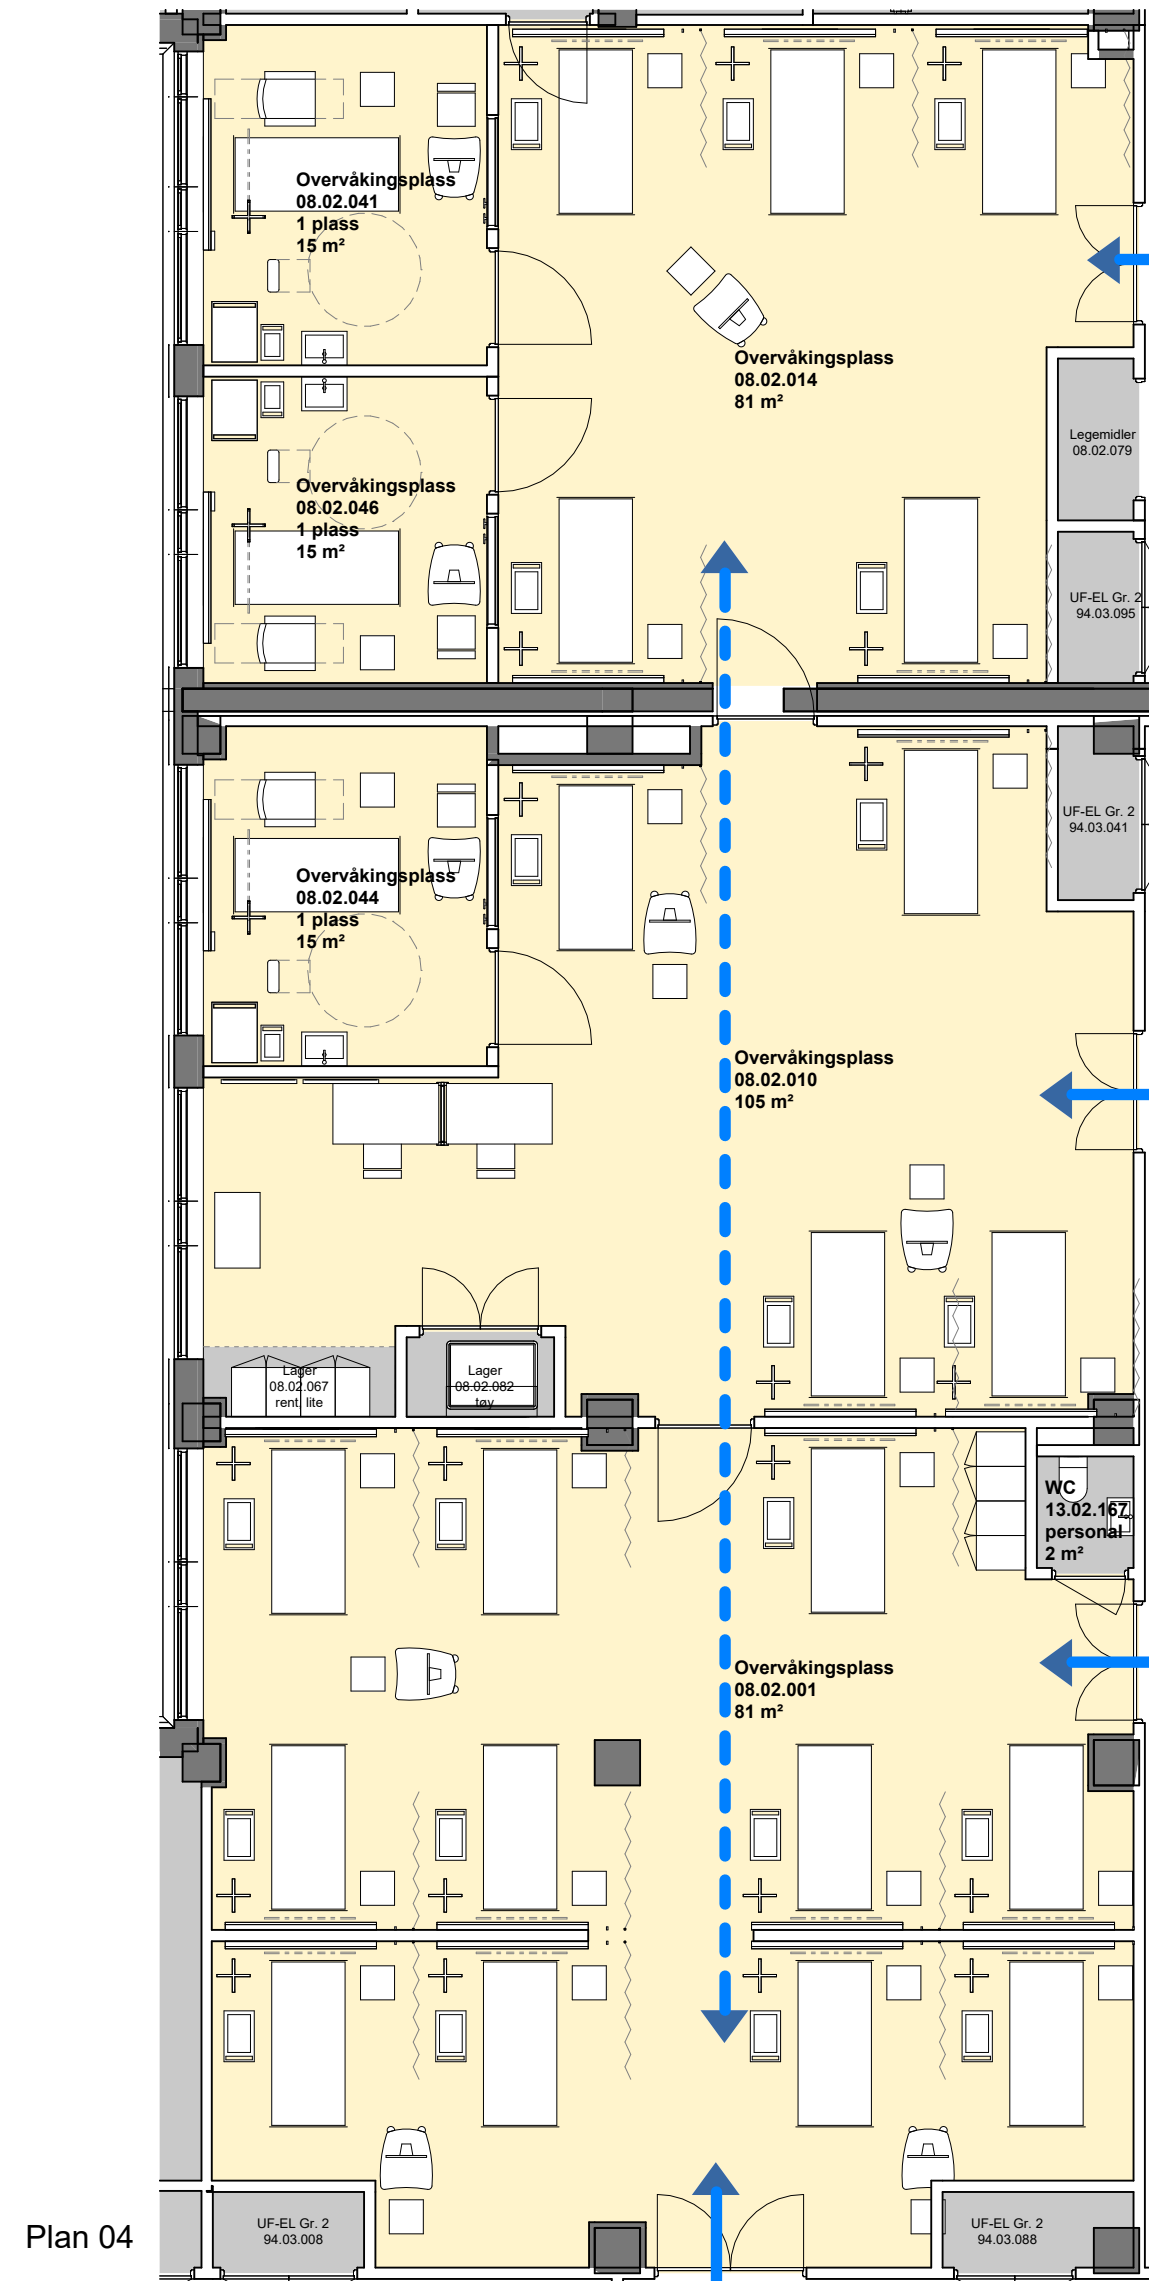 Overvåkingsplass
08.02.041
1 plass
15 m²
Overvåkingsplass
08.02.014
81 m²
Legemidler
08.02.079
Overvåkingsplass
08.02.046
1 plass
15 m²
UF-EL Gr. 2
94.03.095
UF-EL Gr. 2
94.03.041
Overvåkingsplass
08.02.044
1 plass
15 m²
Overvåkingsplass
08.02.010
105 m²
Lager
08.02.067
rent, lite
Lager
08.02.082
tøy
WC
13.02.167
personal
2 m²
Overvåkingsplass
08.02.001
81 m²
UF-EL Gr. 2
94.03.008
UF-EL Gr. 2
94.03.088
Plan 04